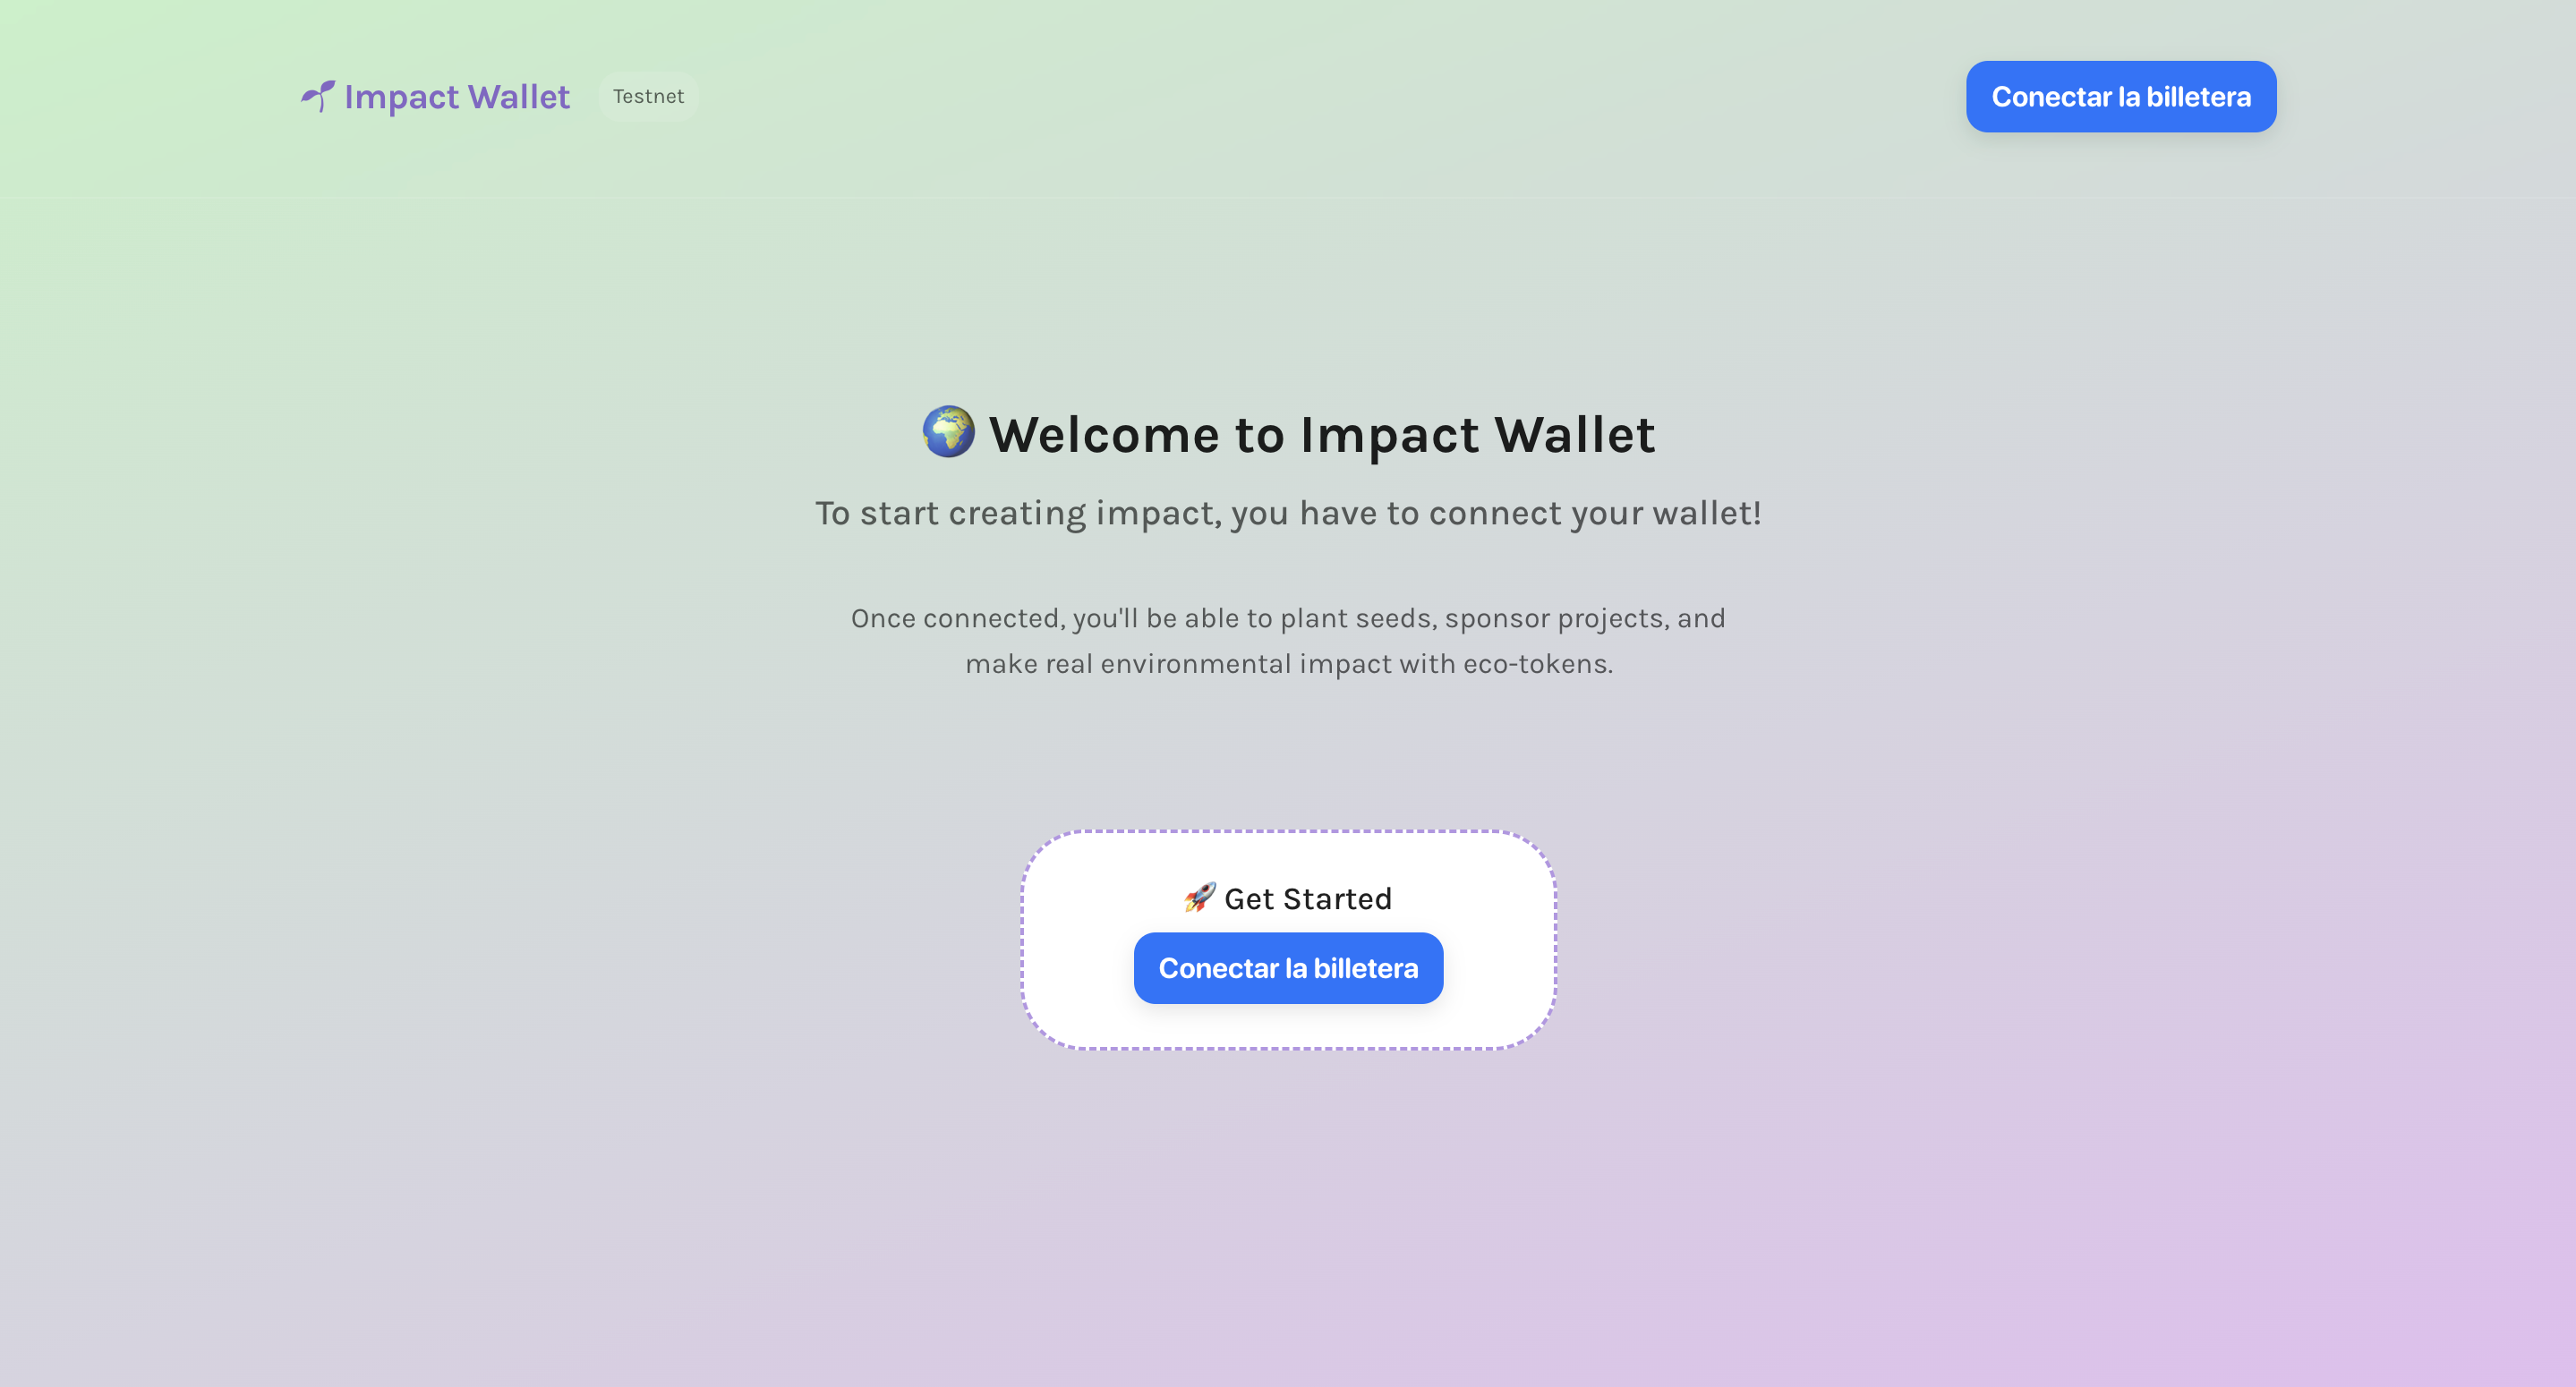 Impact Wallet
Testnet
Conectar la billetera
Welcome to Impact Wallet
To start creating impact, you have to connect your wallet!
Once connected, you'll be able to plant seeds, sponsor projects, and
make real environmental impact with eco-tokens.
Get Started
Conectar la billetera